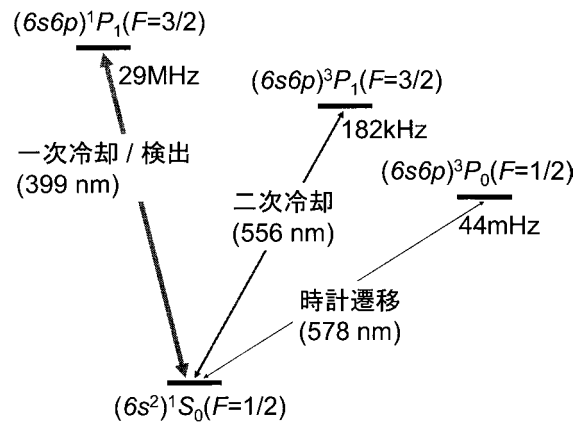 (6s6p)¹P₁(F=3/2)
29MHz
(6s6p)³P₁(F=3/2)
182kHz
一次冷却 / 検出
(399 nm)
(6s6p)³P₀(F=1/2)
44mHz
二次冷却
(556 nm)
時計遷移
(578 nm)
(6s²)¹S₀(F=1/2)